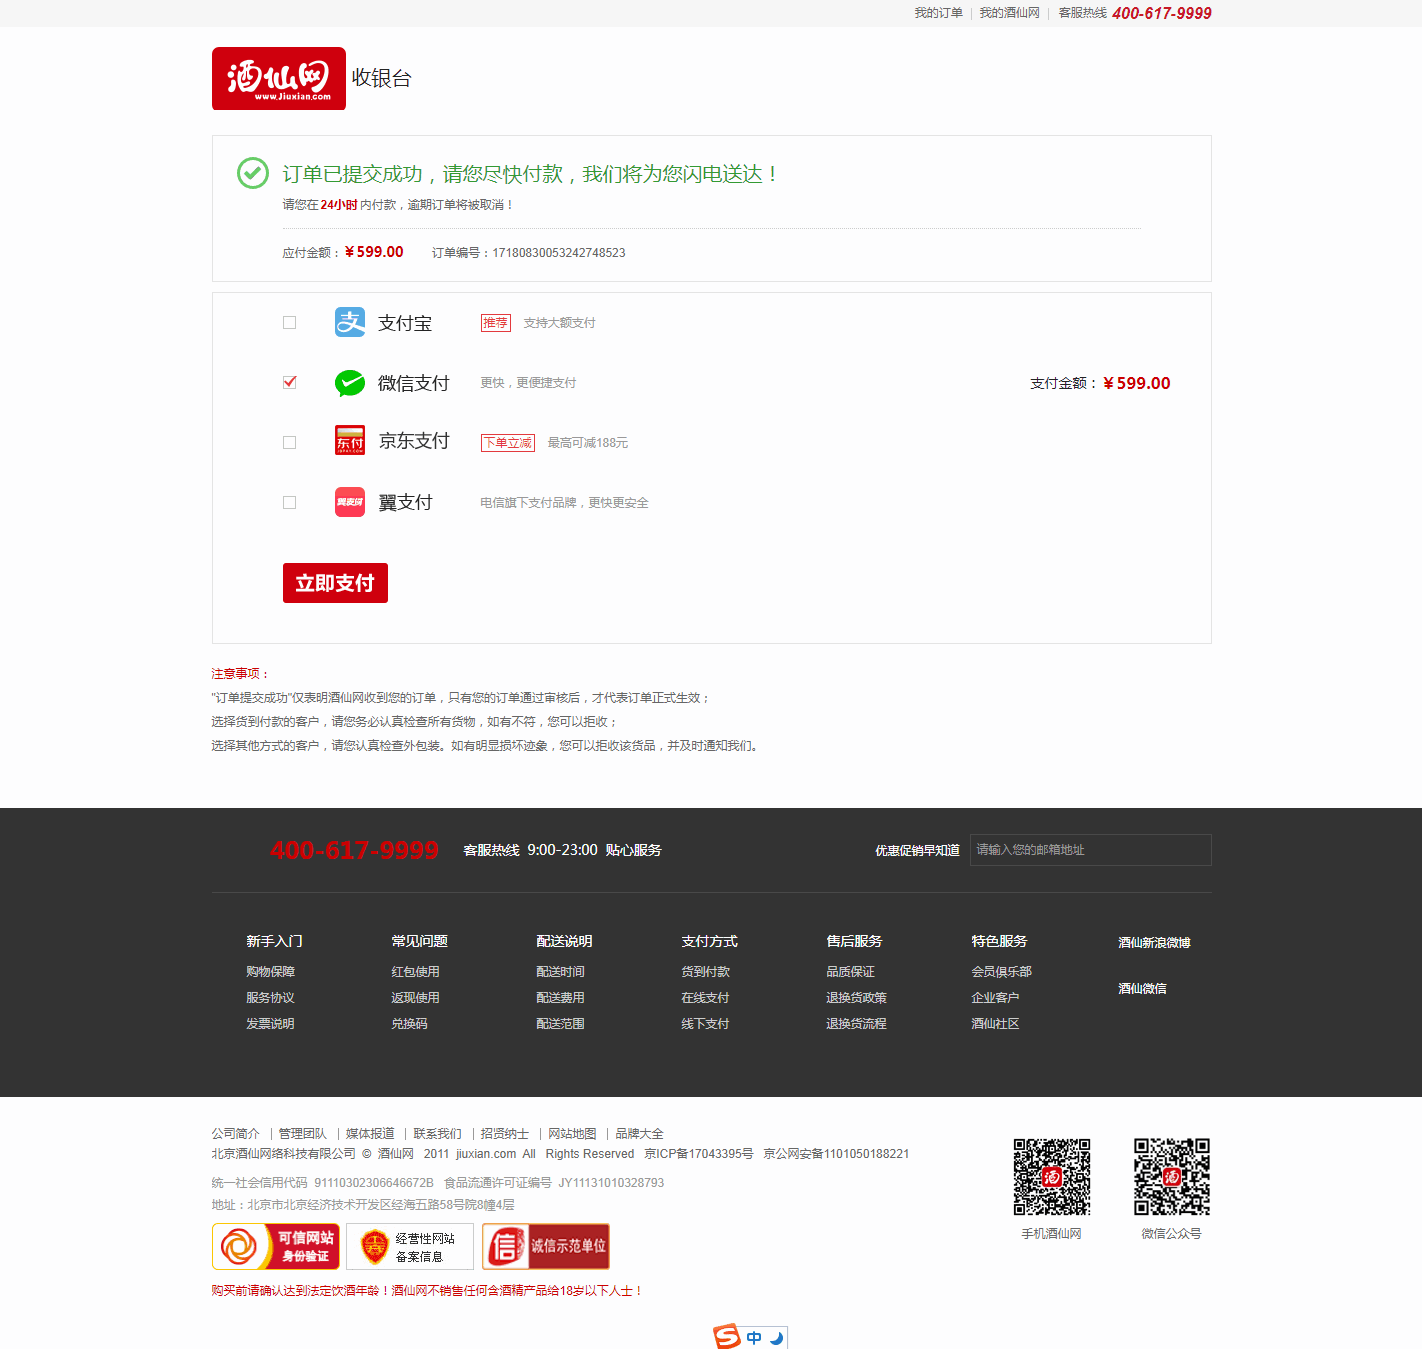 我的订单 我的酒仙网 客服热线 400-617-9999
酒仙网 收银台
www.Jiuxian.com
订单已提交成功，请您尽快付款，我们将为您闪电送达！
请您在24小时内付款，逾期订单将被取消！
应付金额：￥599.00 订单编号：17180830053242748523
支 支付宝 推荐 支持大额支付
微信支付 更快，更便捷支付 支付金额：￥599.00
东付 京东支付 下单立减 最高可减188元
JDPAY.COM
翼支付 电信旗下支付品牌，更快更安全
立即支付
注意事项：
"订单提交成功"仅表明酒仙网收到您的订单，只有您的订单通过审核后，才代表订单正式生效；
选择货到付款的客户，请您务必认真检查所有货物，如有不符，您可以拒收；
选择其他方式的客户，请您认真检查外包装。如有明显损坏迹象，您可以拒收该货品，并及时通知我们。
400-617-9999 客服热线 9:00-23:00 贴心服务 优惠促销早知道 请输入您的邮箱地址
新手入门 常见问题 配送说明 支付方式 售后服务 特色服务 酒仙新浪微博
购物保障 红包使用 配送时间 货到付款 品质保证 会员俱乐部
服务协议 返现使用 配送费用 在线支付 退换货政策 企业客户 酒仙微信
发票说明 兑换码 配送范围 线下支付 退换货流程 酒仙社区
公司简介 | 管理团队 | 媒体报道 | 联系我们 | 招贤纳士 | 网站地图 | 品牌大全
北京酒仙网络科技有限公司 © 酒仙网 2011 jiuxian.com All Rights Reserved 京ICP备17043395号 京公网安备1101050188221
统一社会信用代码 91110302306646672B 食品流通许可证编号 JY11131010328793
地址：北京市北京经济技术开发区经海五路58号院8幢4层
酒 酒
手机酒仙网 微信公众号
可信网站 身份验证 经营性网站 备案信息 信 诚信示范单位
购买前请确认达到法定饮酒年龄！酒仙网不销售任何含酒精产品给18岁以下人士！
S 中